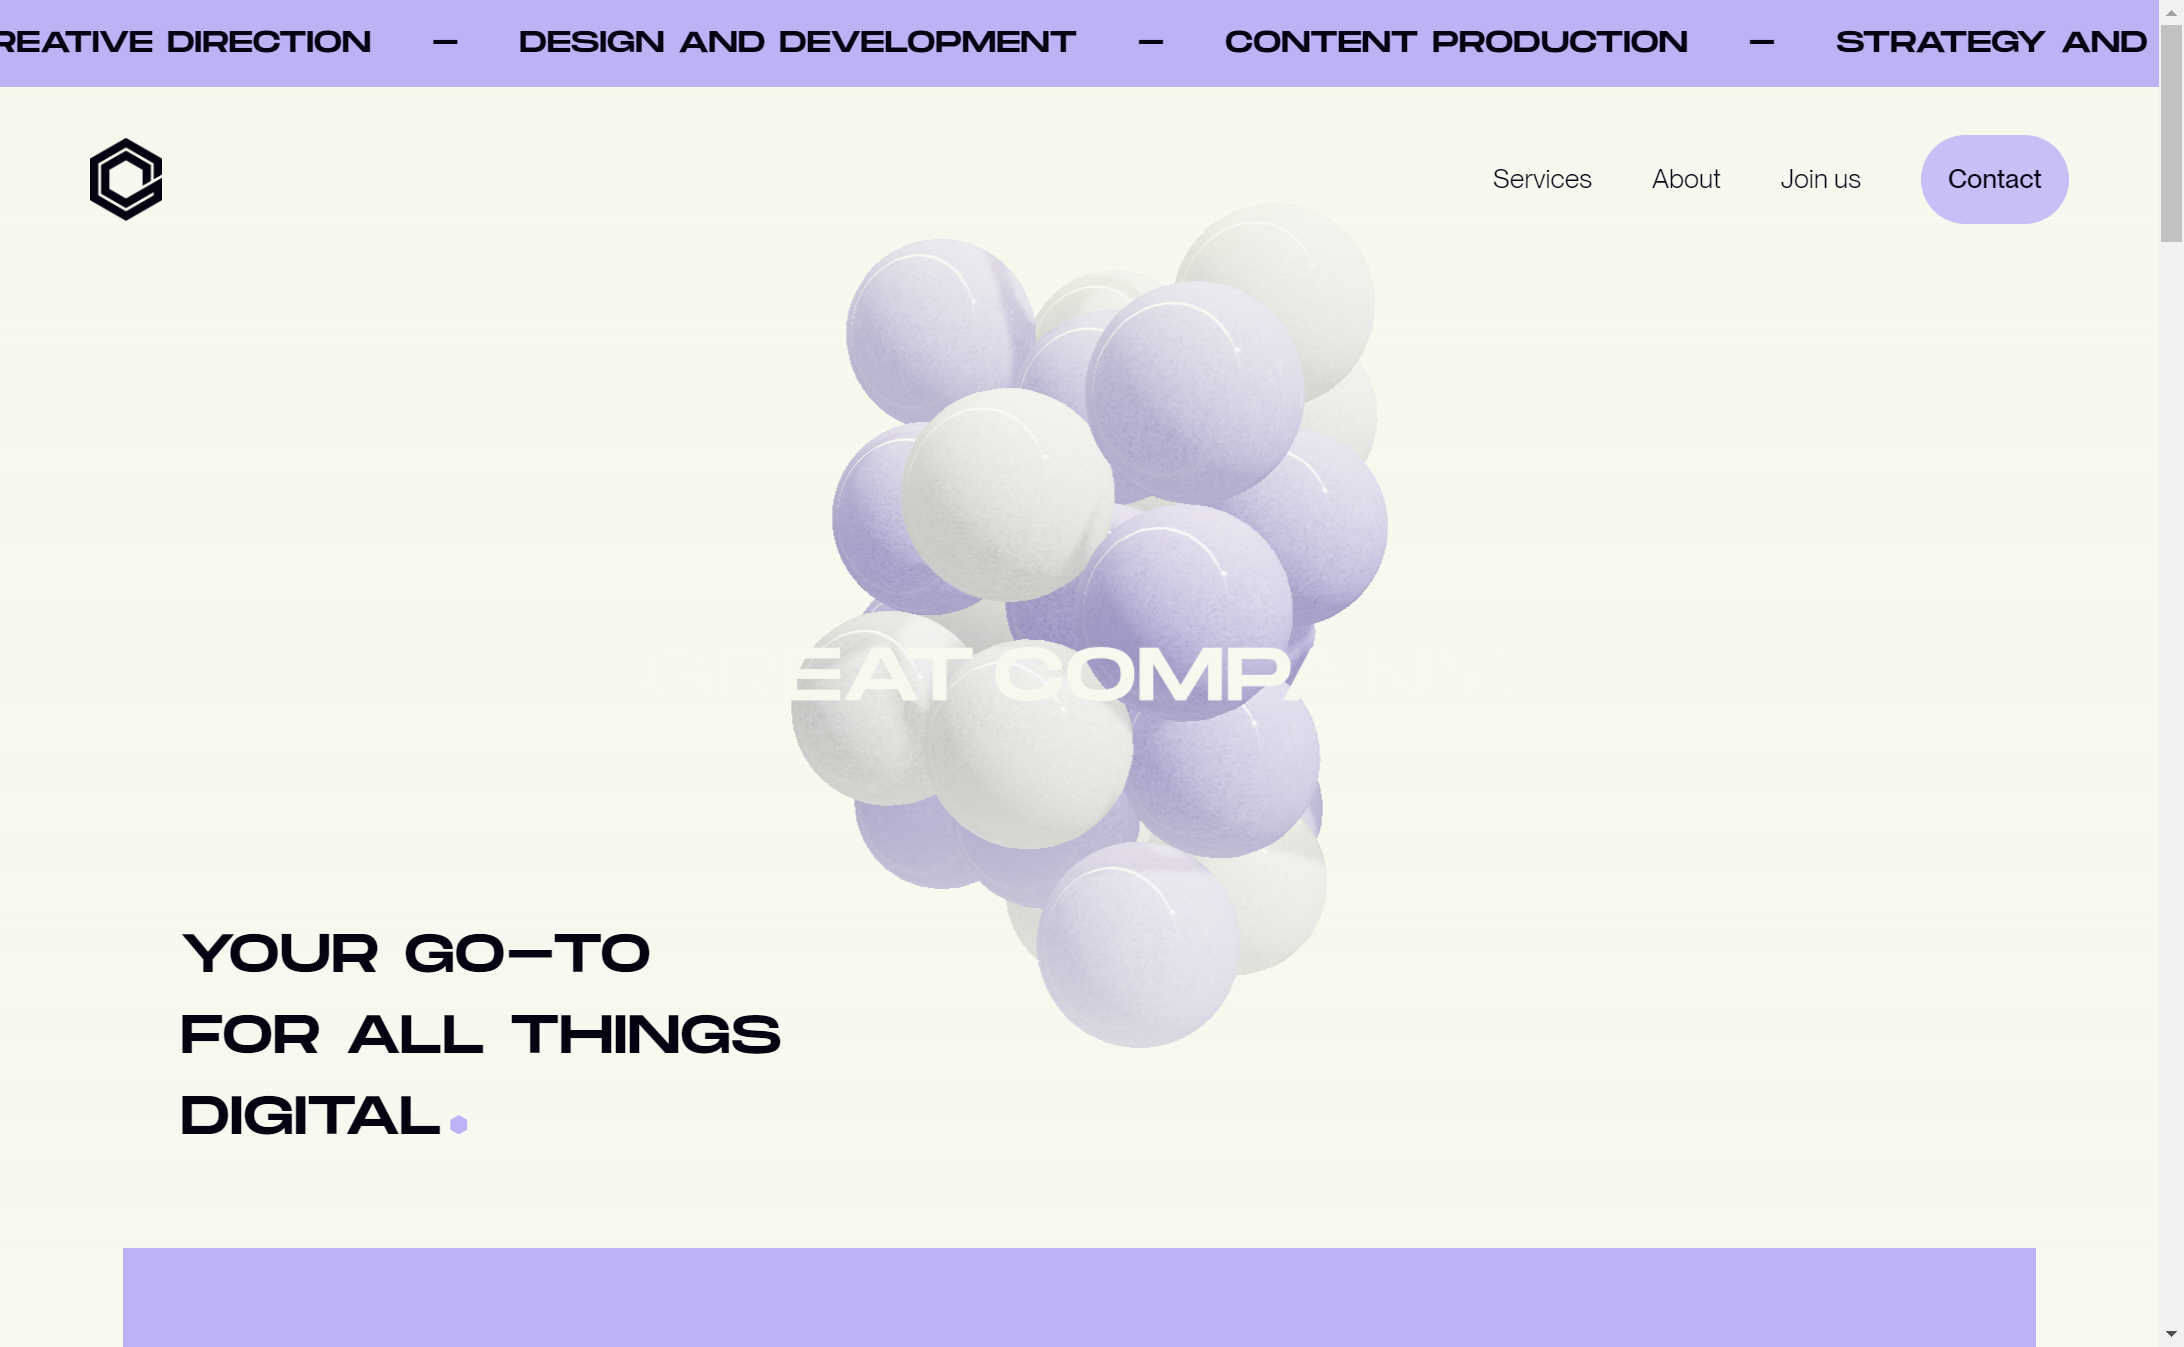 REATIVE DIRECTION – DESIGN AND DEVELOPMENT – CONTENT PRODUCTION – STRATEGY AND
Services About Join us Contact
EAT COMPA
YOUR GO–TO
FOR ALL THINGS
DIGITAL